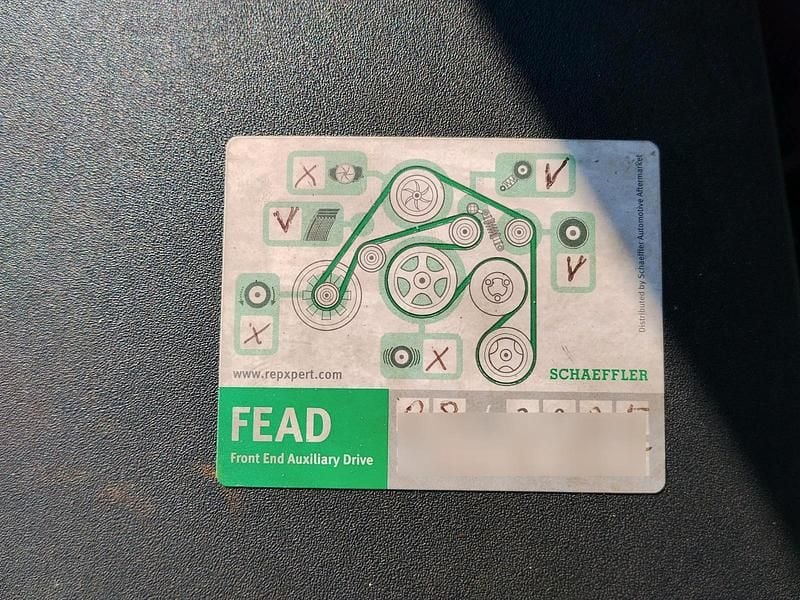 X
V
V
V
X
X
Distributed by Schaeffler Automotive Aftermarket
www.repxpert.com
SCHAEFFLER
FEAD
Front End Auxiliary Drive